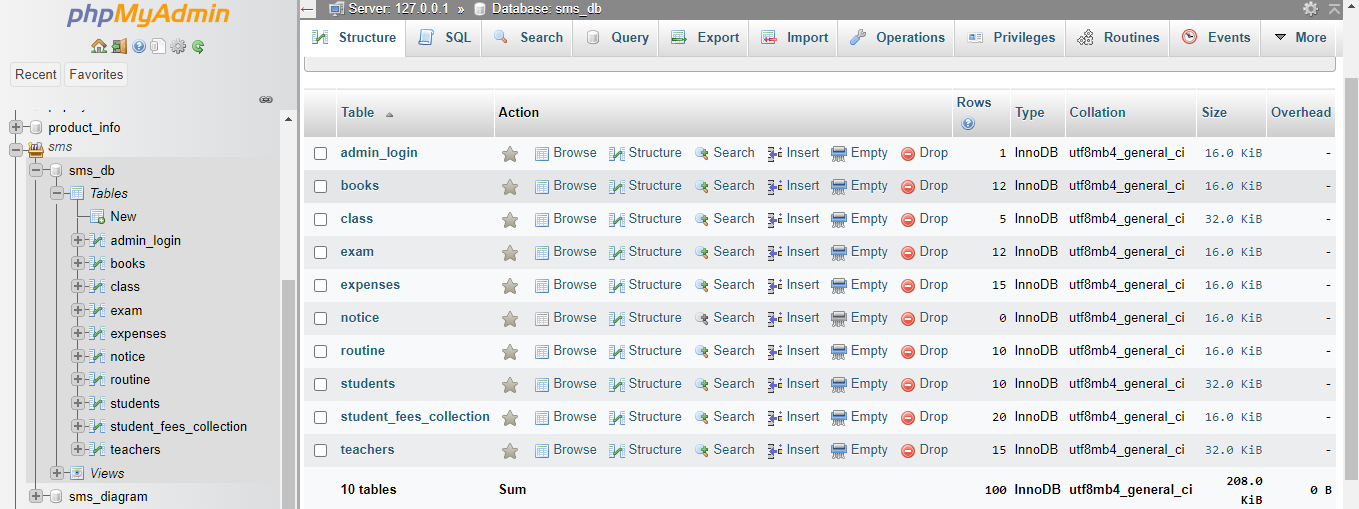 phpMyAdmin
Recent Favorites
product_info
sms
sms_db
Tables
New
admin_login
books
class
exam
expenses
notice
routine
students
student_fees_collection
teachers
Views
sms_diagram
Server: 127.0.0.1 » Database: sms_db
Structure SQL Search Query Export Import Operations Privileges Routines Events More
Table Action Rows Type Collation Size Overhead
admin_login Browse Structure Search Insert Empty Drop 1 InnoDB utf8mb4_general_ci 16.0 KiB -
books Browse Structure Search Insert Empty Drop 12 InnoDB utf8mb4_general_ci 16.0 KiB -
class Browse Structure Search Insert Empty Drop 5 InnoDB utf8mb4_general_ci 32.0 KiB -
exam Browse Structure Search Insert Empty Drop 12 InnoDB utf8mb4_general_ci 16.0 KiB -
expenses Browse Structure Search Insert Empty Drop 15 InnoDB utf8mb4_general_ci 16.0 KiB -
notice Browse Structure Search Insert Empty Drop 0 InnoDB utf8mb4_general_ci 16.0 KiB -
routine Browse Structure Search Insert Empty Drop 10 InnoDB utf8mb4_general_ci 16.0 KiB -
students Browse Structure Search Insert Empty Drop 10 InnoDB utf8mb4_general_ci 32.0 KiB -
student_fees_collection Browse Structure Search Insert Empty Drop 20 InnoDB utf8mb4_general_ci 16.0 KiB -
teachers Browse Structure Search Insert Empty Drop 15 InnoDB utf8mb4_general_ci 32.0 KiB -
10 tables Sum 100 InnoDB utf8mb4_general_ci 208.0 KiB 0 B